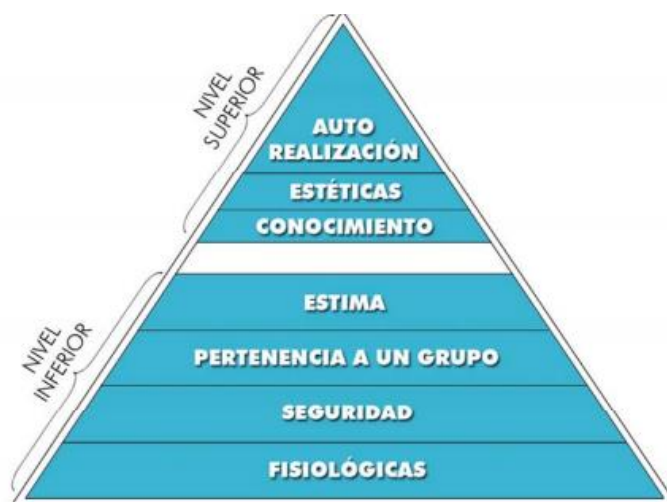 NIVEL
SUPERIOR
AUTO
REALIZACIÓN
ESTÉTICAS
CONOCIMIENTO
NIVEL
INFERIOR
ESTIMA
PERTENENCIA A UN GRUPO
SEGURIDAD
FISIOLÓGICAS